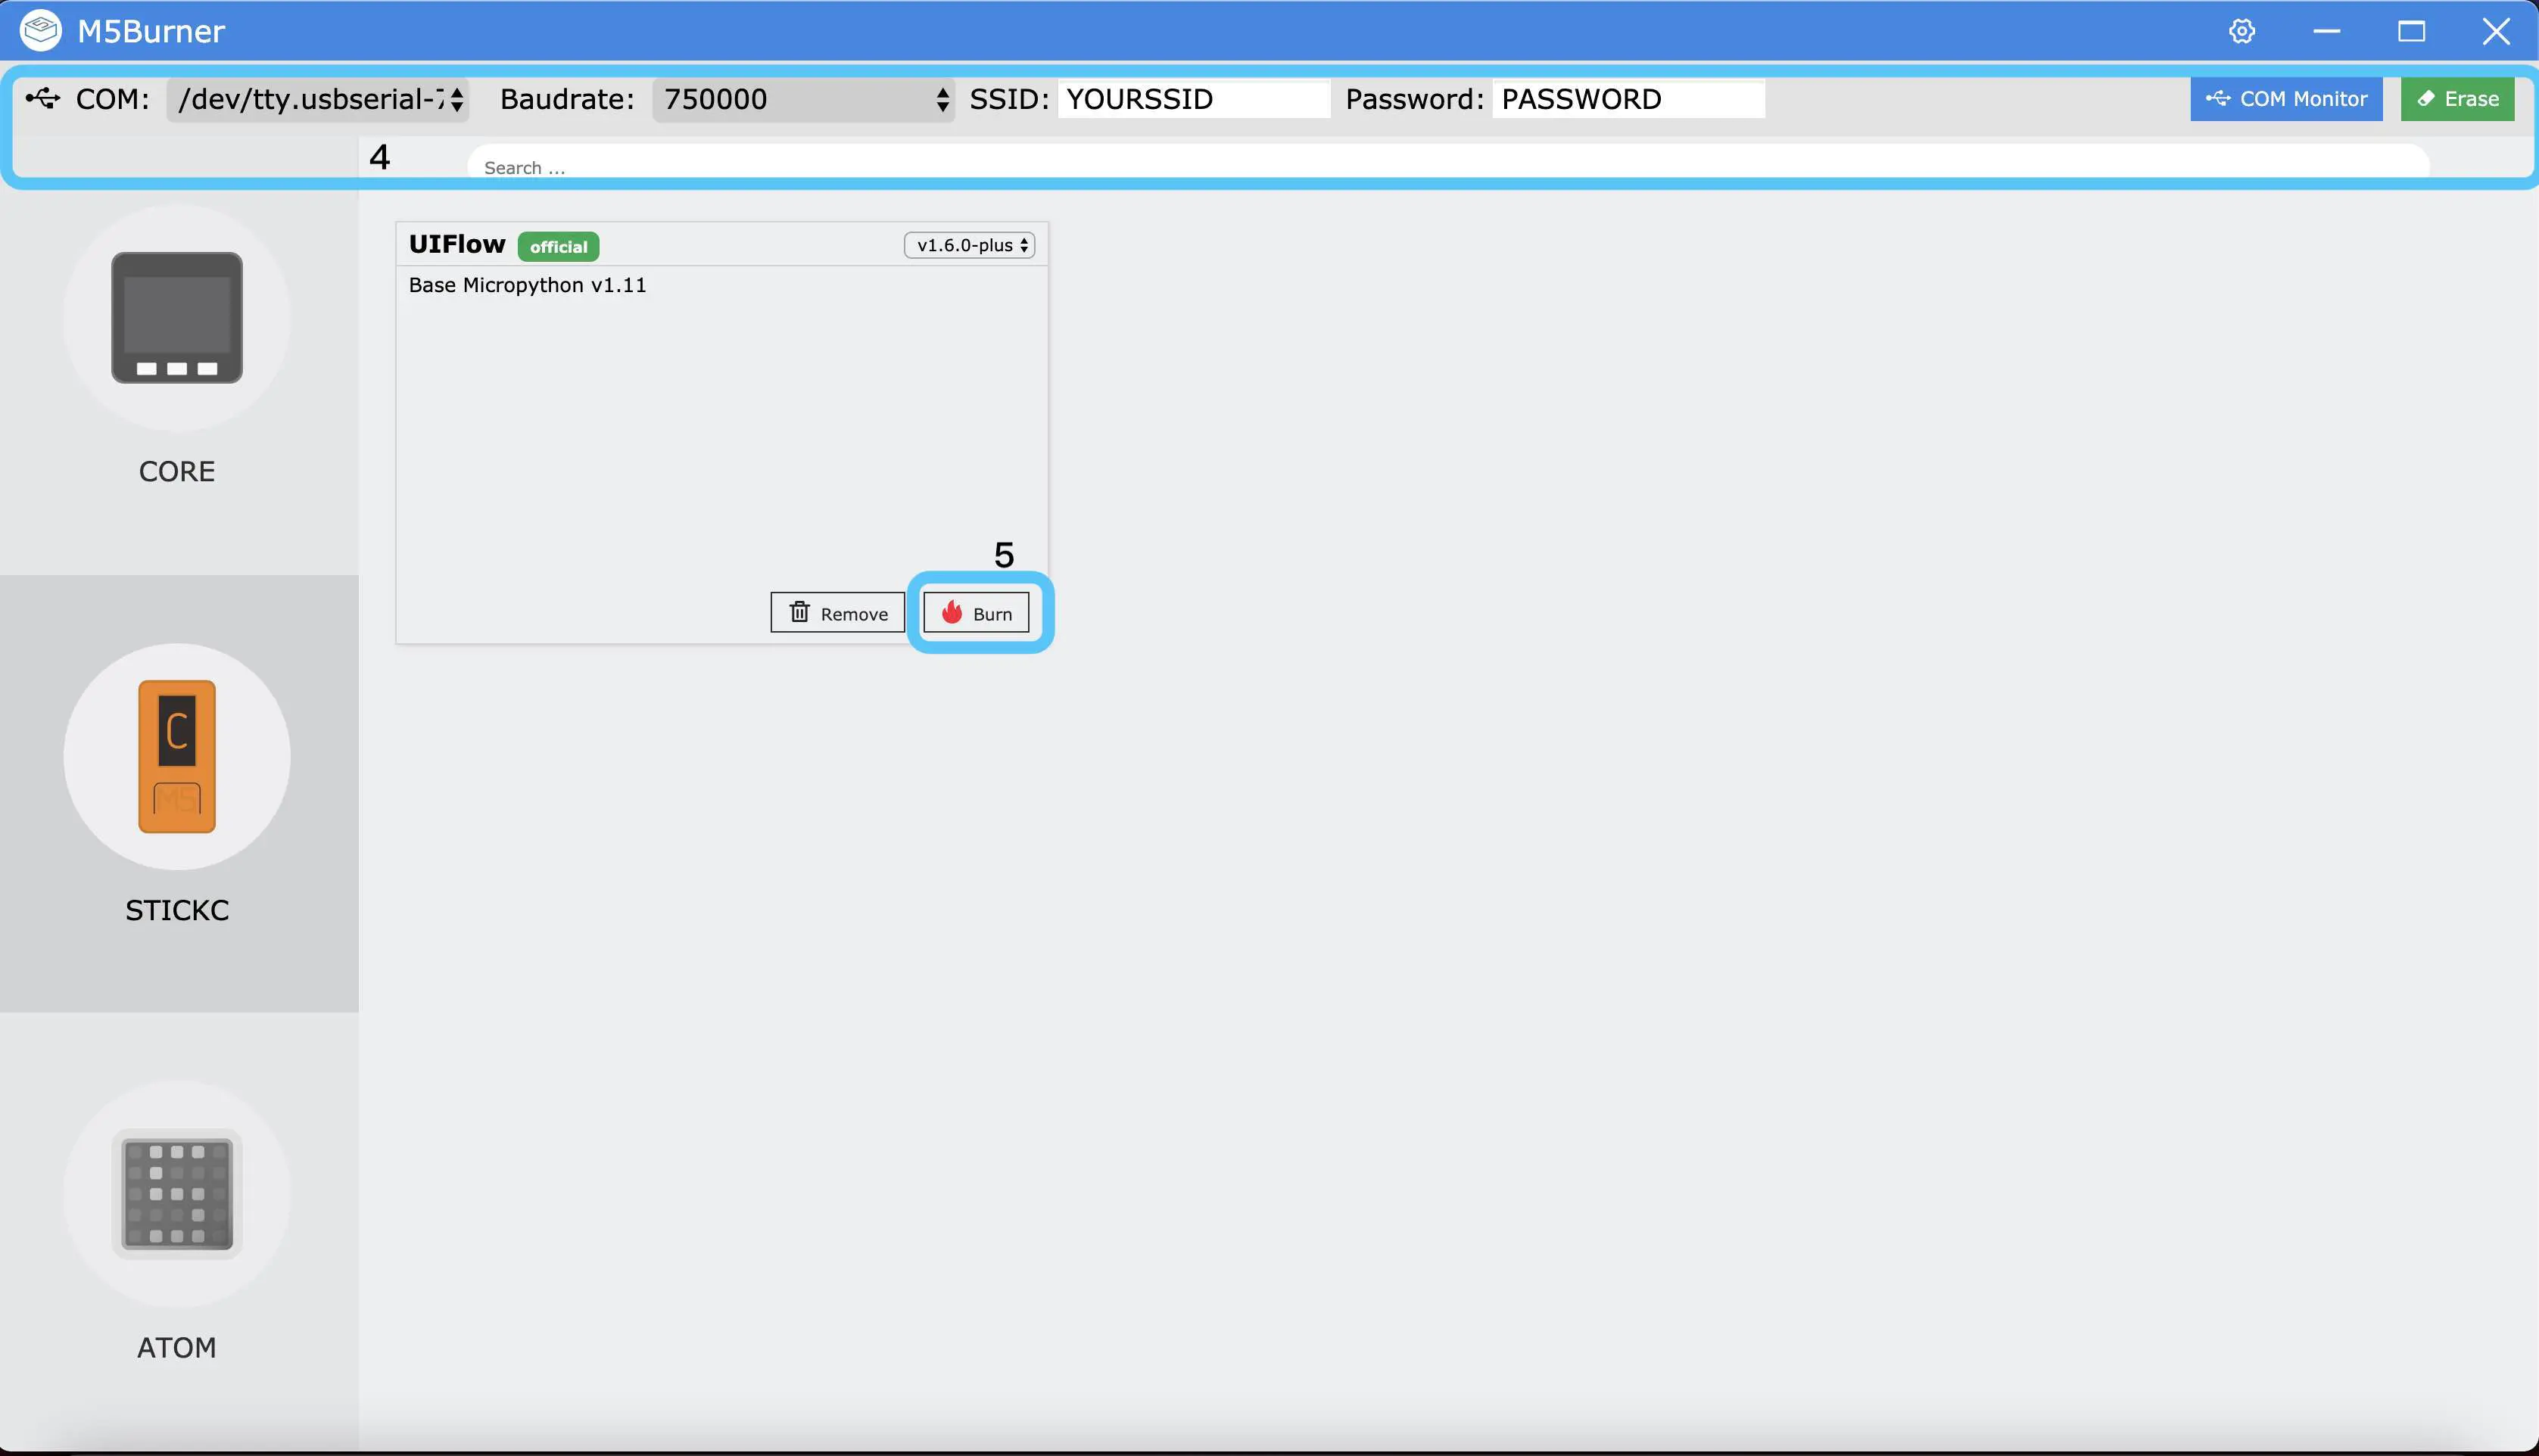 M5Burner
COM: /dev/tty.usbserial-7 Baudrate: 750000 SSID: YOURSSID Password: PASSWORD COM Monitor Erase
4
Search ...
UIFlow official v1.6.0-plus
Base Micropython v1.11
5
Remove Burn
CORE
C
M5
STICKC
ATOM